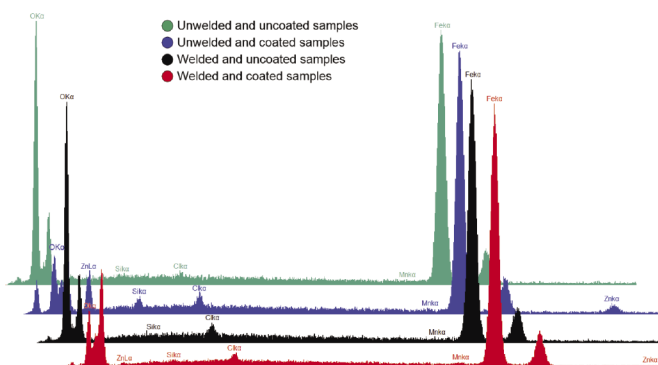 OKα
Unwelded and uncoated samples
Unwelded and coated samples
Welded and uncoated samples
Welded and coated samples
Fekα
Fekα
Fekα
Fekα
OKα
OKα
ZnLα
Sikα
Clkα
Mnkα
Sikα
Clkα
Mnkα
Znkα
Sikα
Clkα
Mnkα
ZnLα
Sikα
Clkα
Mnkα
Znk